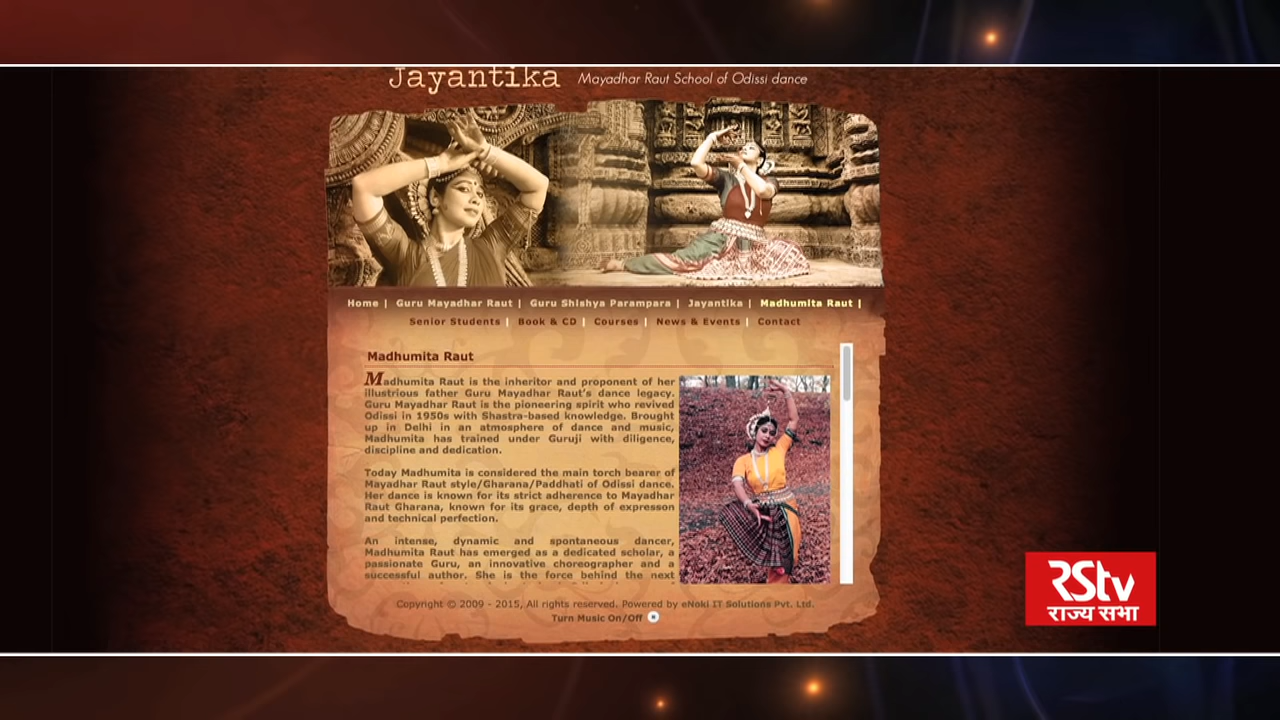 Jayantika Mayadhar Raut School of Odissi dance
Home | Guru Mayadhar Raut | Guru Shishya Parampara | Jayantika | Madhumita Raut |
Senior Students | Book & CD | Courses | News & Events | Contact
Madhumita Raut
Madhumita Raut is the inheritor and proponent of her
illustrious father Guru Mayadhar Raut's dance legacy.
Guru Mayadhar Raut is the pioneering spirit who revived
Odissi in 1950s with Shastra-based knowledge. Brought
up in Delhi in an atmosphere of dance and music,
Madhumita has trained under Guruji with diligence,
discipline and dedication.
Today Madhumita is considered the main torch bearer of
Mayadhar Raut style/Gharana/Paddhati of Odissi dance.
Her dance is known for its strict adherence to Mayadhar
Raut Gharana, known for its grace, depth of expresson
and technical perfection.
An intense, dynamic and spontaneous dancer,
Madhumita Raut has emerged as a dedicated scholar, a
passionate Guru, an innovative choreographer and a
successful author. She is the force behind the next
Copyright © 2009 - 2015, All rights reserved. Powered by eNoki IT Solutions Pvt. Ltd.
Turn Music On/Off
RStv
राज्य सभा